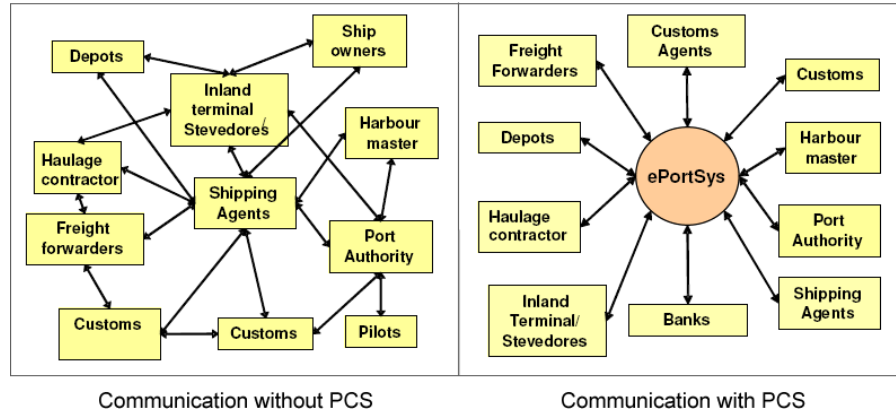 Ship
owners
Depots
Inland
terminal
Stevedores/
Harbour
master
Haulage
contractor
Shipping
Agents
Freight
forwarders
Port
Authority
Customs
Customs
Pilots
Communication without PCS
Customs
Agents
Freight
Forwarders
Customs
Depots
Harbour
master
ePortSys
Haulage
contractor
Port
Authority
Inland
Terminal/
Stevedores
Banks
Shipping
Agents
Communication with PCS